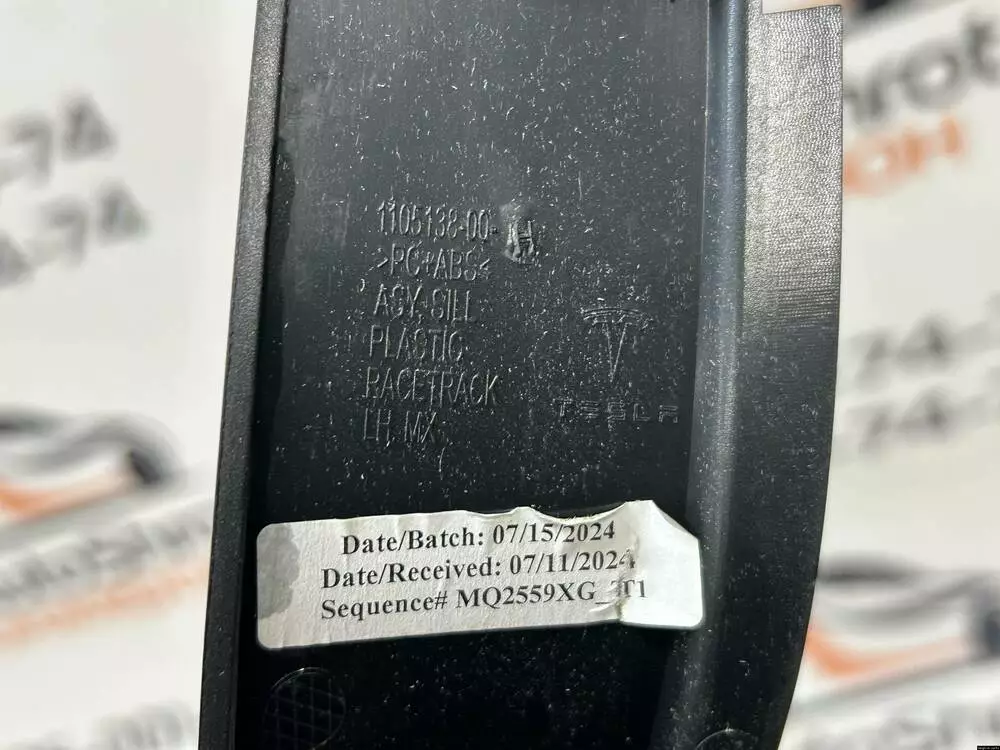 1105138-00-H
>PC+ABS<
ASY, SILL,
PLASTIC,
RACETRACK
LH, MX
TESLA
Date/Batch: 07/15/2024
Date/Received: 07/11/2024
Sequence# MQ2559XG_3T1